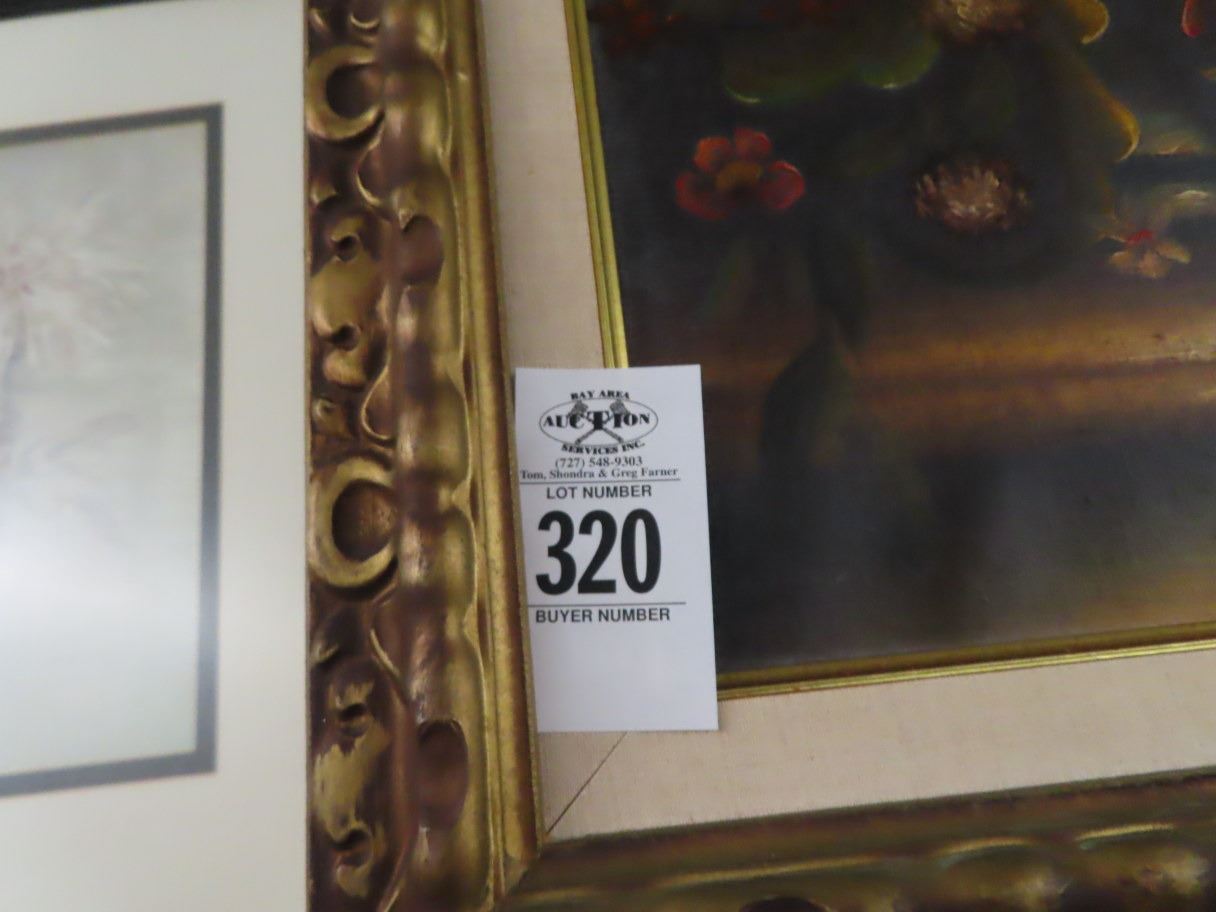 BAY AREA
AUCTION
SERVICES INC.
(727) 548-9303
Tom, Shondra & Greg Farner
LOT NUMBER
320
BUYER NUMBER